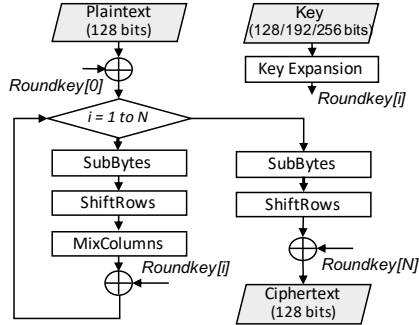 Plaintext
(128 bits)
Key
(128/192/256 bits)
Roundkey[0]
Key Expansion
Roundkey[i]
i = 1 to N
SubBytes
ShiftRows
MixColumns
Roundkey[i]
SubBytes
ShiftRows
Roundkey[N]
Ciphertext
(128 bits)